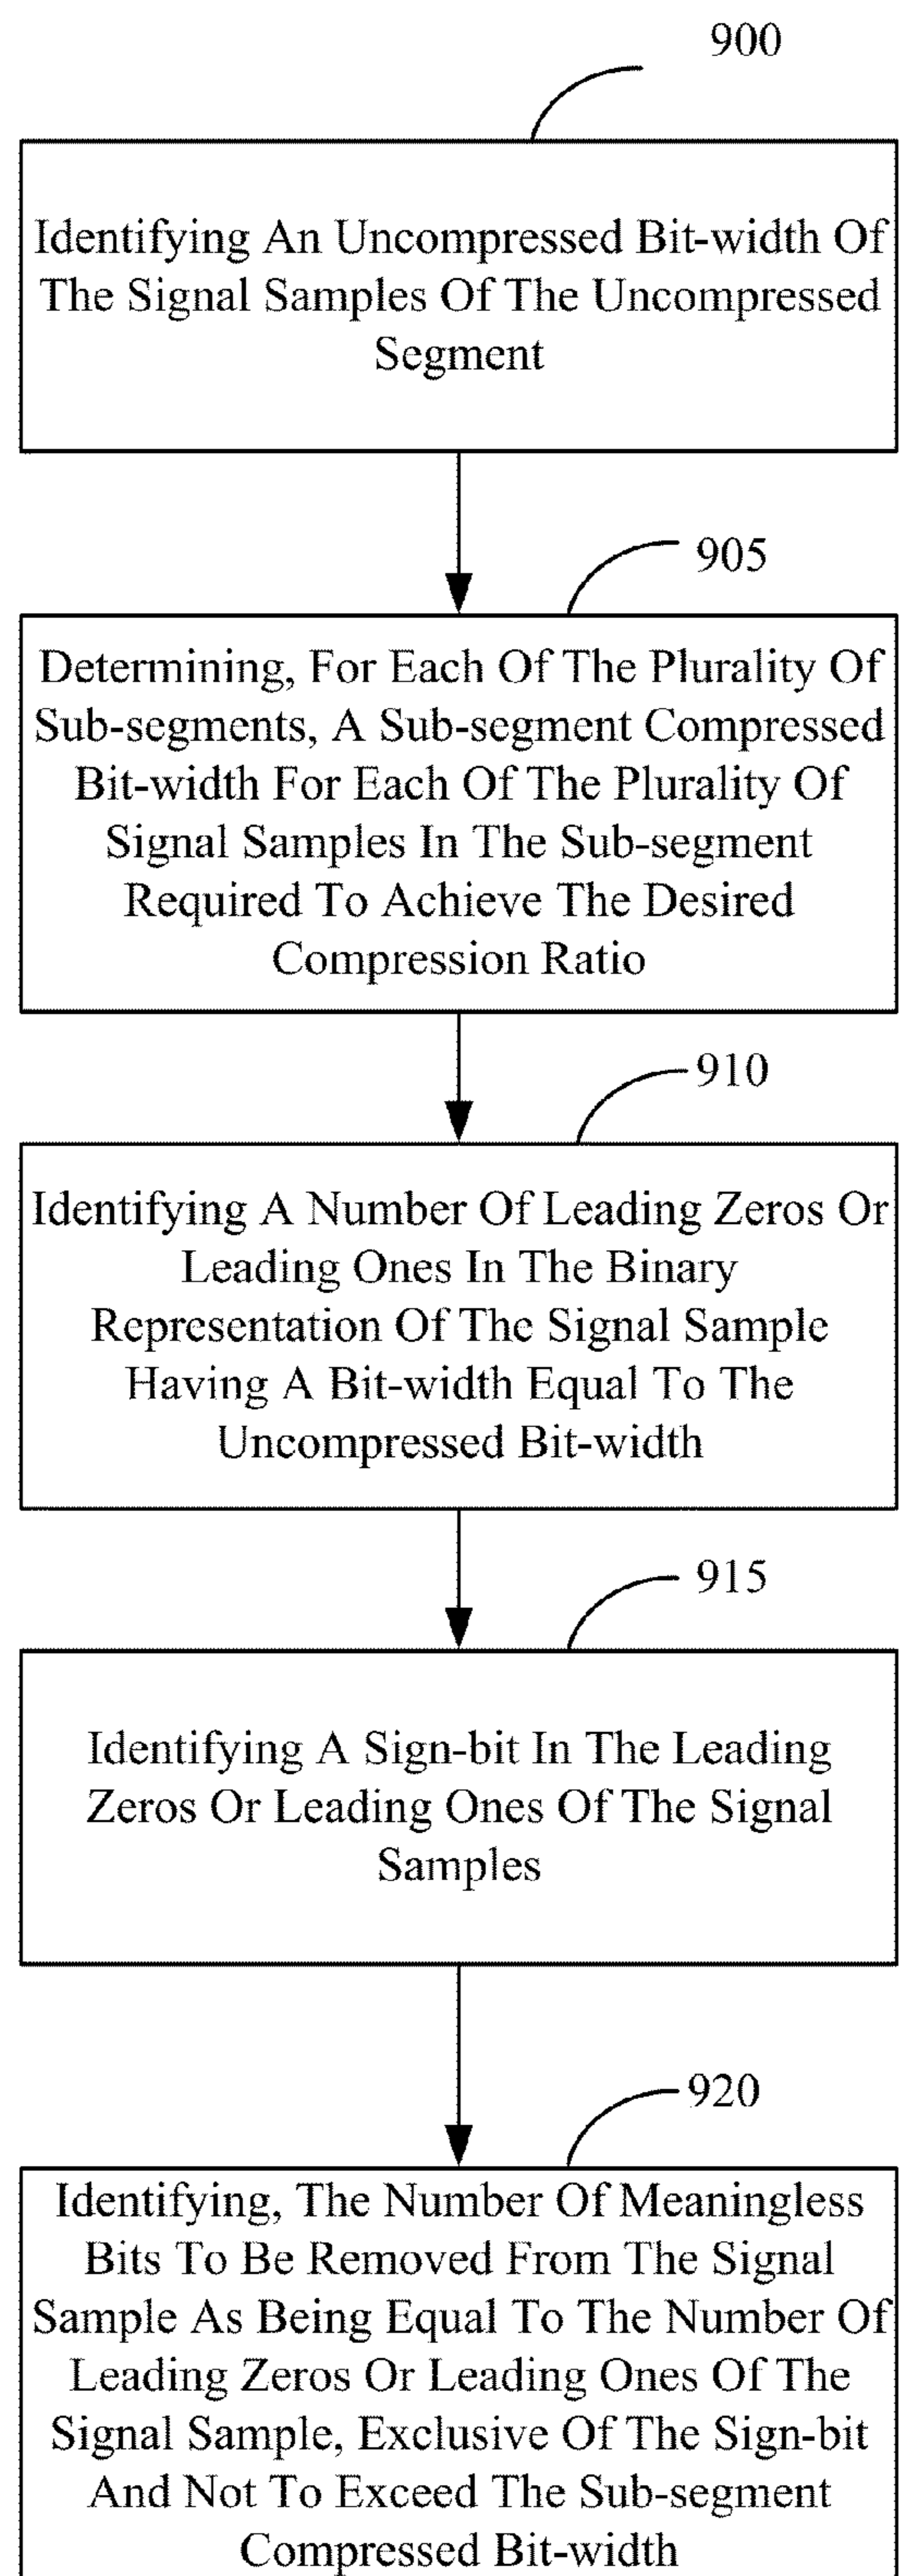 900
Identifying An Uncompressed Bit-width Of
The Signal Samples Of The Uncompressed
Segment
905
Determining, For Each Of The Plurality Of
Sub-segments, A Sub-segment Compressed
Bit-width For Each Of The Plurality Of
Signal Samples In The Sub-segment
Required To Achieve The Desired
Compression Ratio
910
Identifying A Number Of Leading Zeros Or
Leading Ones In The Binary
Representation Of The Signal Sample
Having A Bit-width Equal To The
Uncompressed Bit-width
915
Identifying A Sign-bit In The Leading
Zeros Or Leading Ones Of The Signal
Samples
920
Identifying, The Number Of Meaningless
Bits To Be Removed From The Signal
Sample As Being Equal To The Number Of
Leading Zeros Or Leading Ones Of The
Signal Sample, Exclusive Of The Sign-bit
And Not To Exceed The Sub-segment
Compressed Bit-width